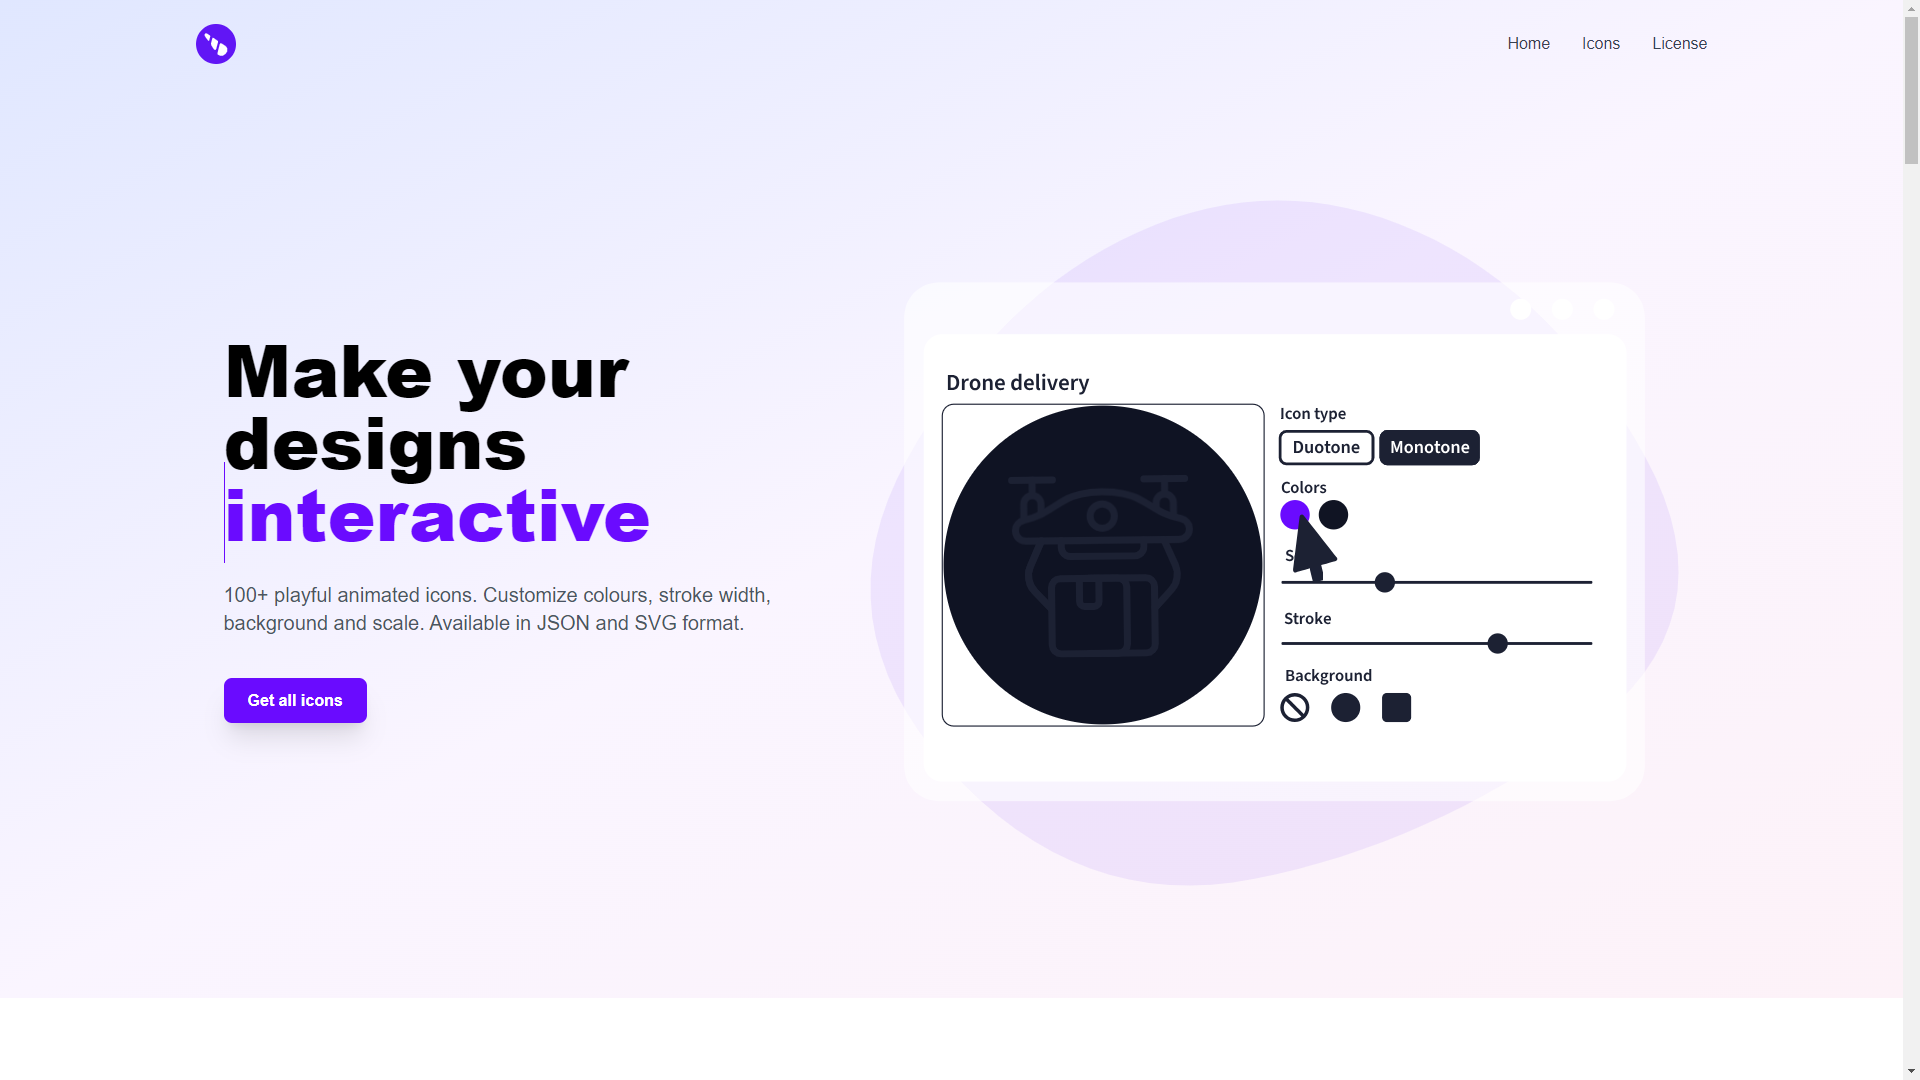 Home Icons License
Make your
designs
interactive
100+ playful animated icons. Customize colours, stroke width,
background and scale. Available in JSON and SVG format.
Get all icons
Drone delivery
Icon type
Duotone Monotone
Colors
Stroke
Background